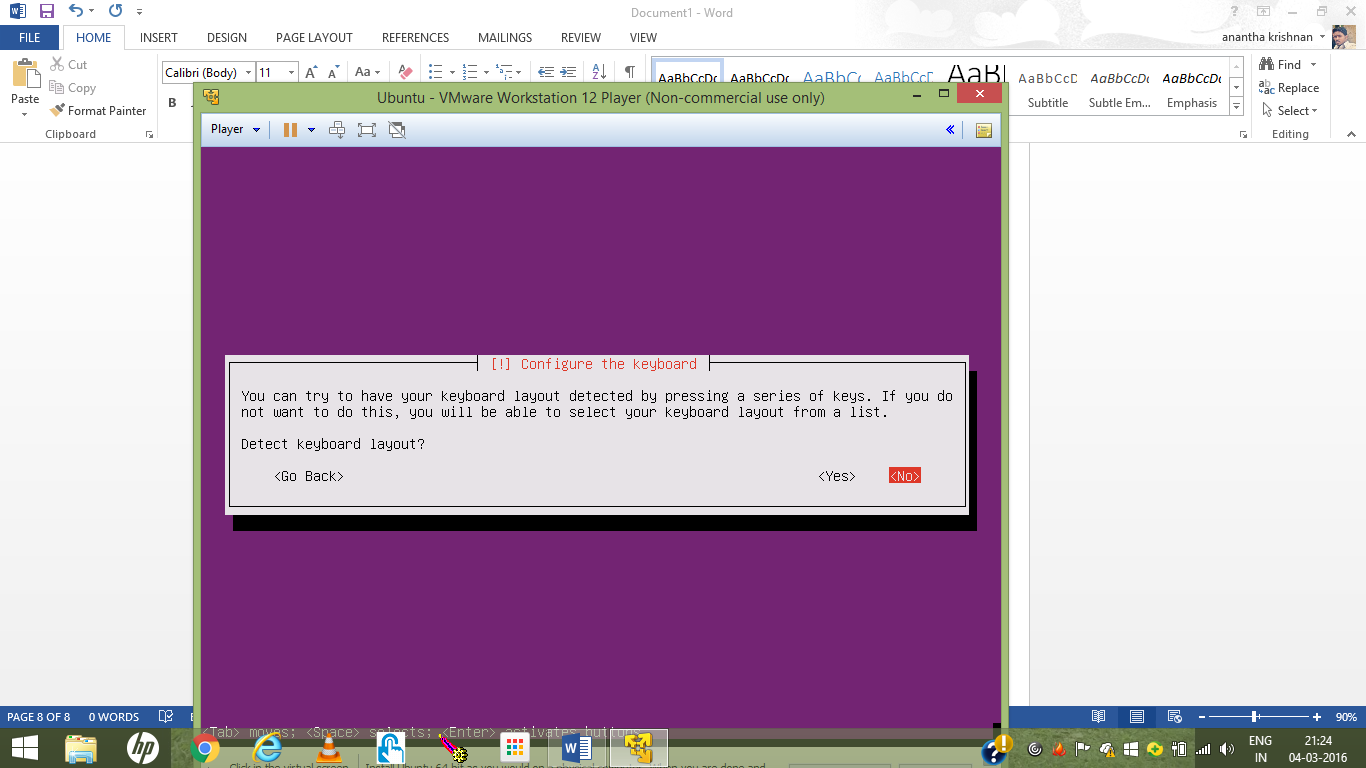 Document1 - Word
FILE HOME INSERT DESIGN PAGE LAYOUT REFERENCES MAILINGS REVIEW VIEW anantha krishnan
Cut
Copy
Paste
Format Painter
Clipboard
Calibri (Body) 11 Aa
B
AaBbCcDc AaBbCcDc AaBbCc AaBbCcD AaBl AaBbCcD AaBbCcDc AaBbCcDc
Subtitle Subtle Em... Emphasis
Find
Replace
Select
Editing
Ubuntu - VMware Workstation 12 Player (Non-commercial use only)
Player
[!] Configure the keyboard
You can try to have your keyboard layout detected by pressing a series of keys. If you do
not want to do this, you will be able to select your keyboard layout from a list.
Detect keyboard layout?
<Go Back> <Yes> <No>
<Tab> moves; <Space> selects; <Enter> activates buttons
PAGE 8 OF 8 0 WORDS 90%
hp
ENG 21:24
IN 04-03-2016